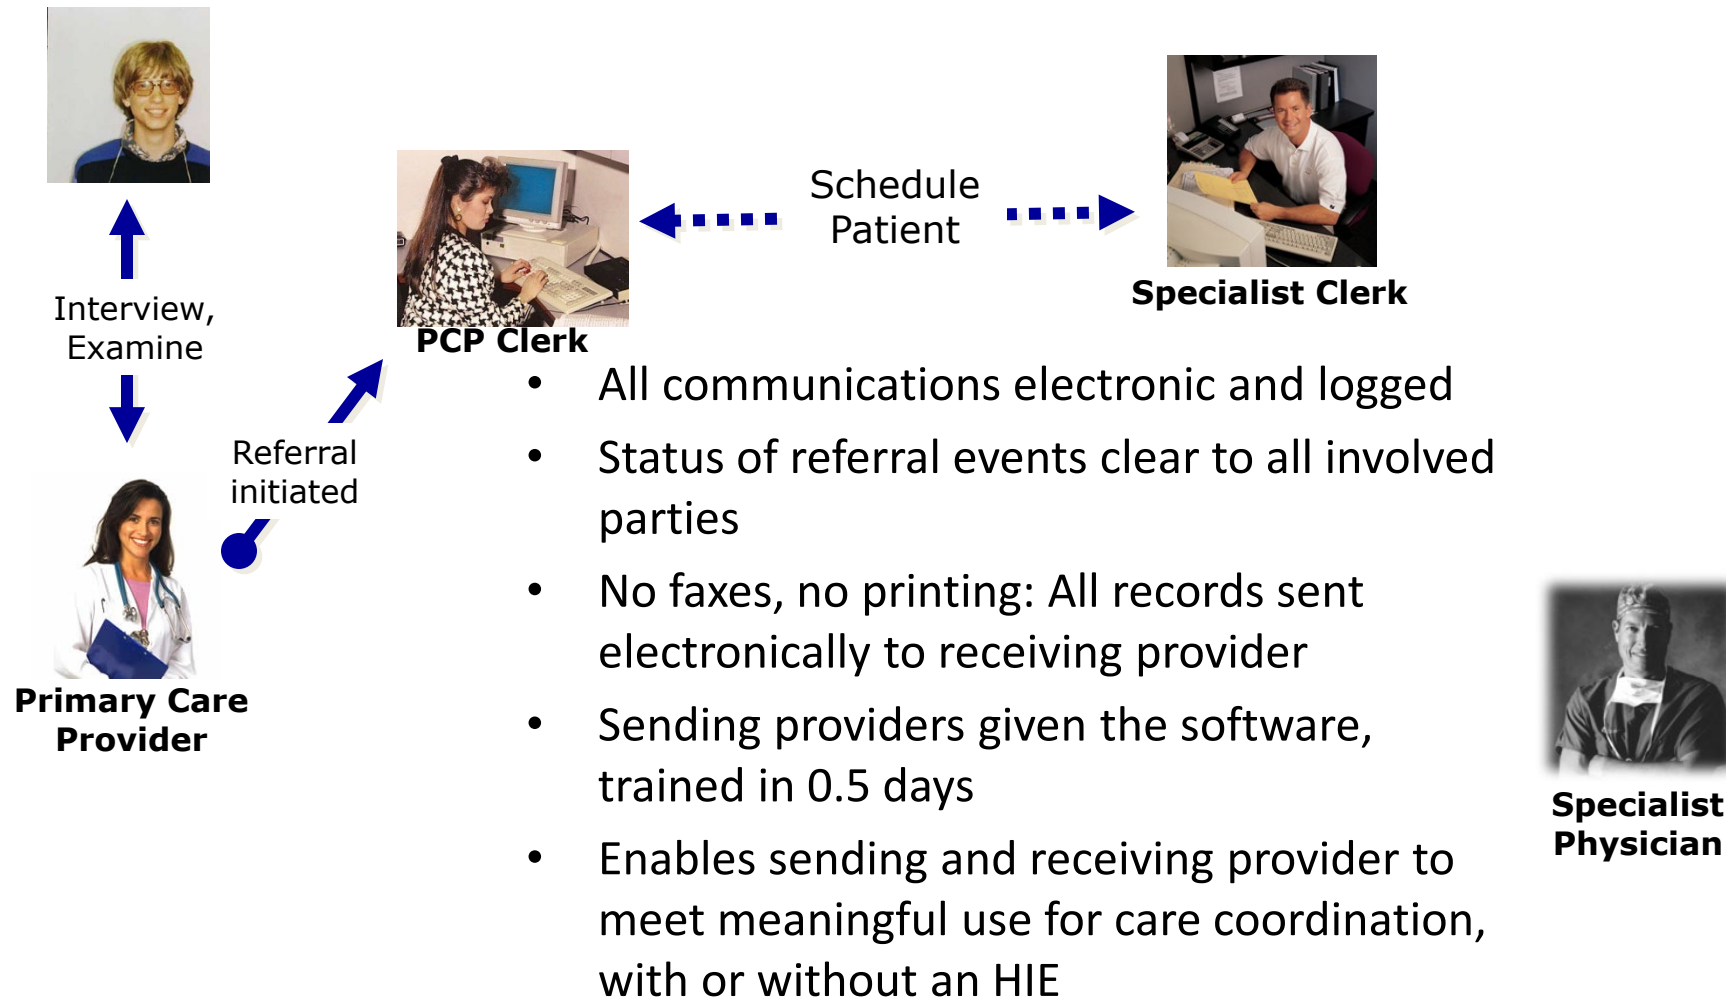 Schedule
Patient
Specialist Clerk
Interview,
Examine
PCP Clerk
Referral
initiated
Primary Care
Provider
• All communications electronic and logged
• Status of referral events clear to all involved
parties
• No faxes, no printing: All records sent
electronically to receiving provider
• Sending providers given the software,
trained in 0.5 days
• Enables sending and receiving provider to
meet meaningful use for care coordination,
with or without an HIE
Specialist
Physician